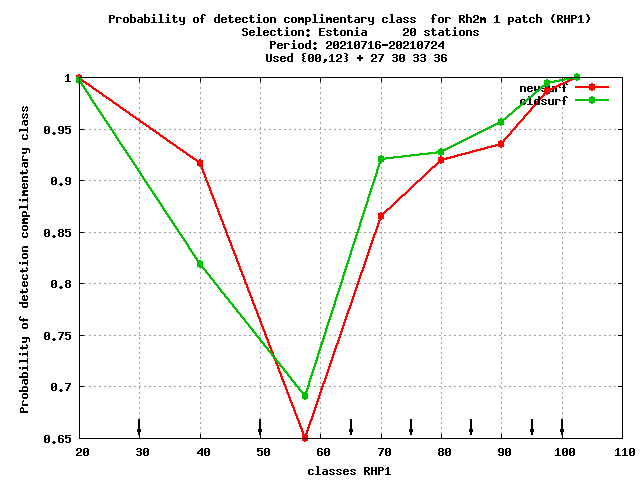 Probability of detection complimentary class  for Rh2m 1 patch (RHP1)
Selection: Estonia     20 stations
Period: 20210716-20210724
Used {00,12} + 27 30 33 36
newsurf
oldsurf
1
0.95
0.9
0.85
0.8
0.75
0.7
0.65
Probability of detection complimentary class
20 30 40 50 60 70 80 90 100 110
classes RHP1